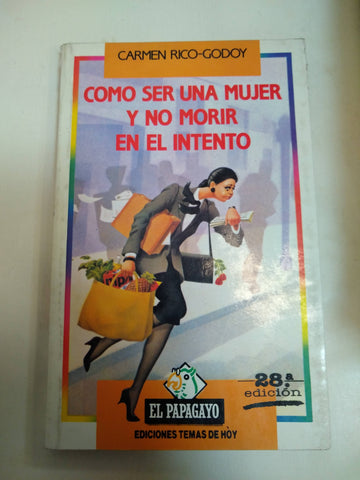 CARMEN RICO-GODOY
COMO SER UNA MUJER
Y NO MORIR
EN EL INTENTO
28.ª
edición
EL PAPAGAYO
EDICIONES TEMAS DE HOY